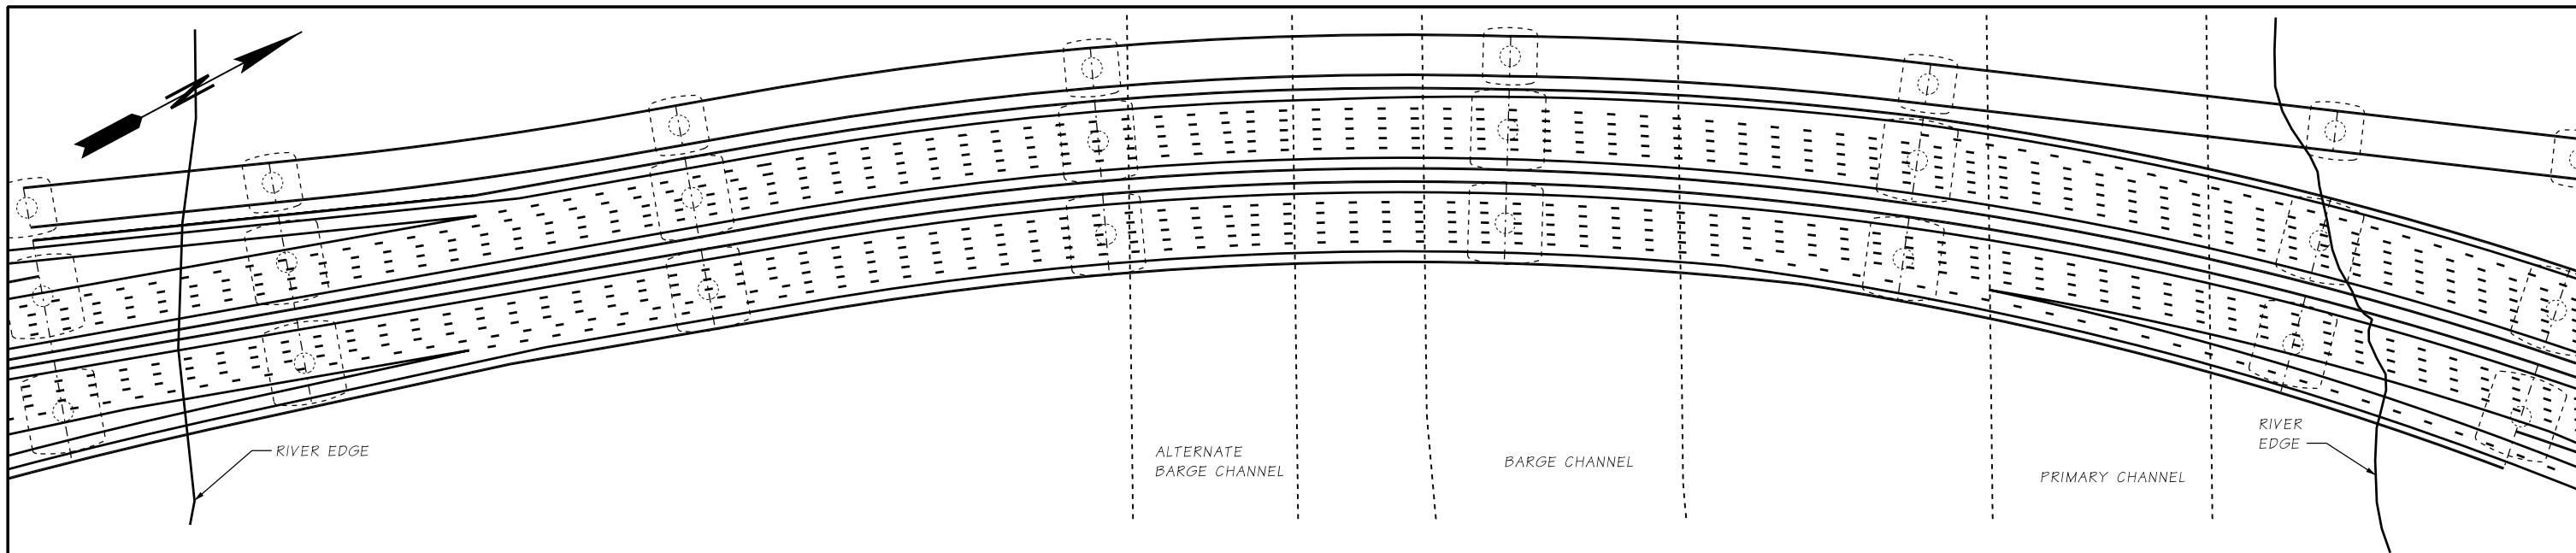 RIVER EDGE
ALTERNATE
BARGE CHANNEL
BARGE CHANNEL
PRIMARY CHANNEL
RIVER
EDGE